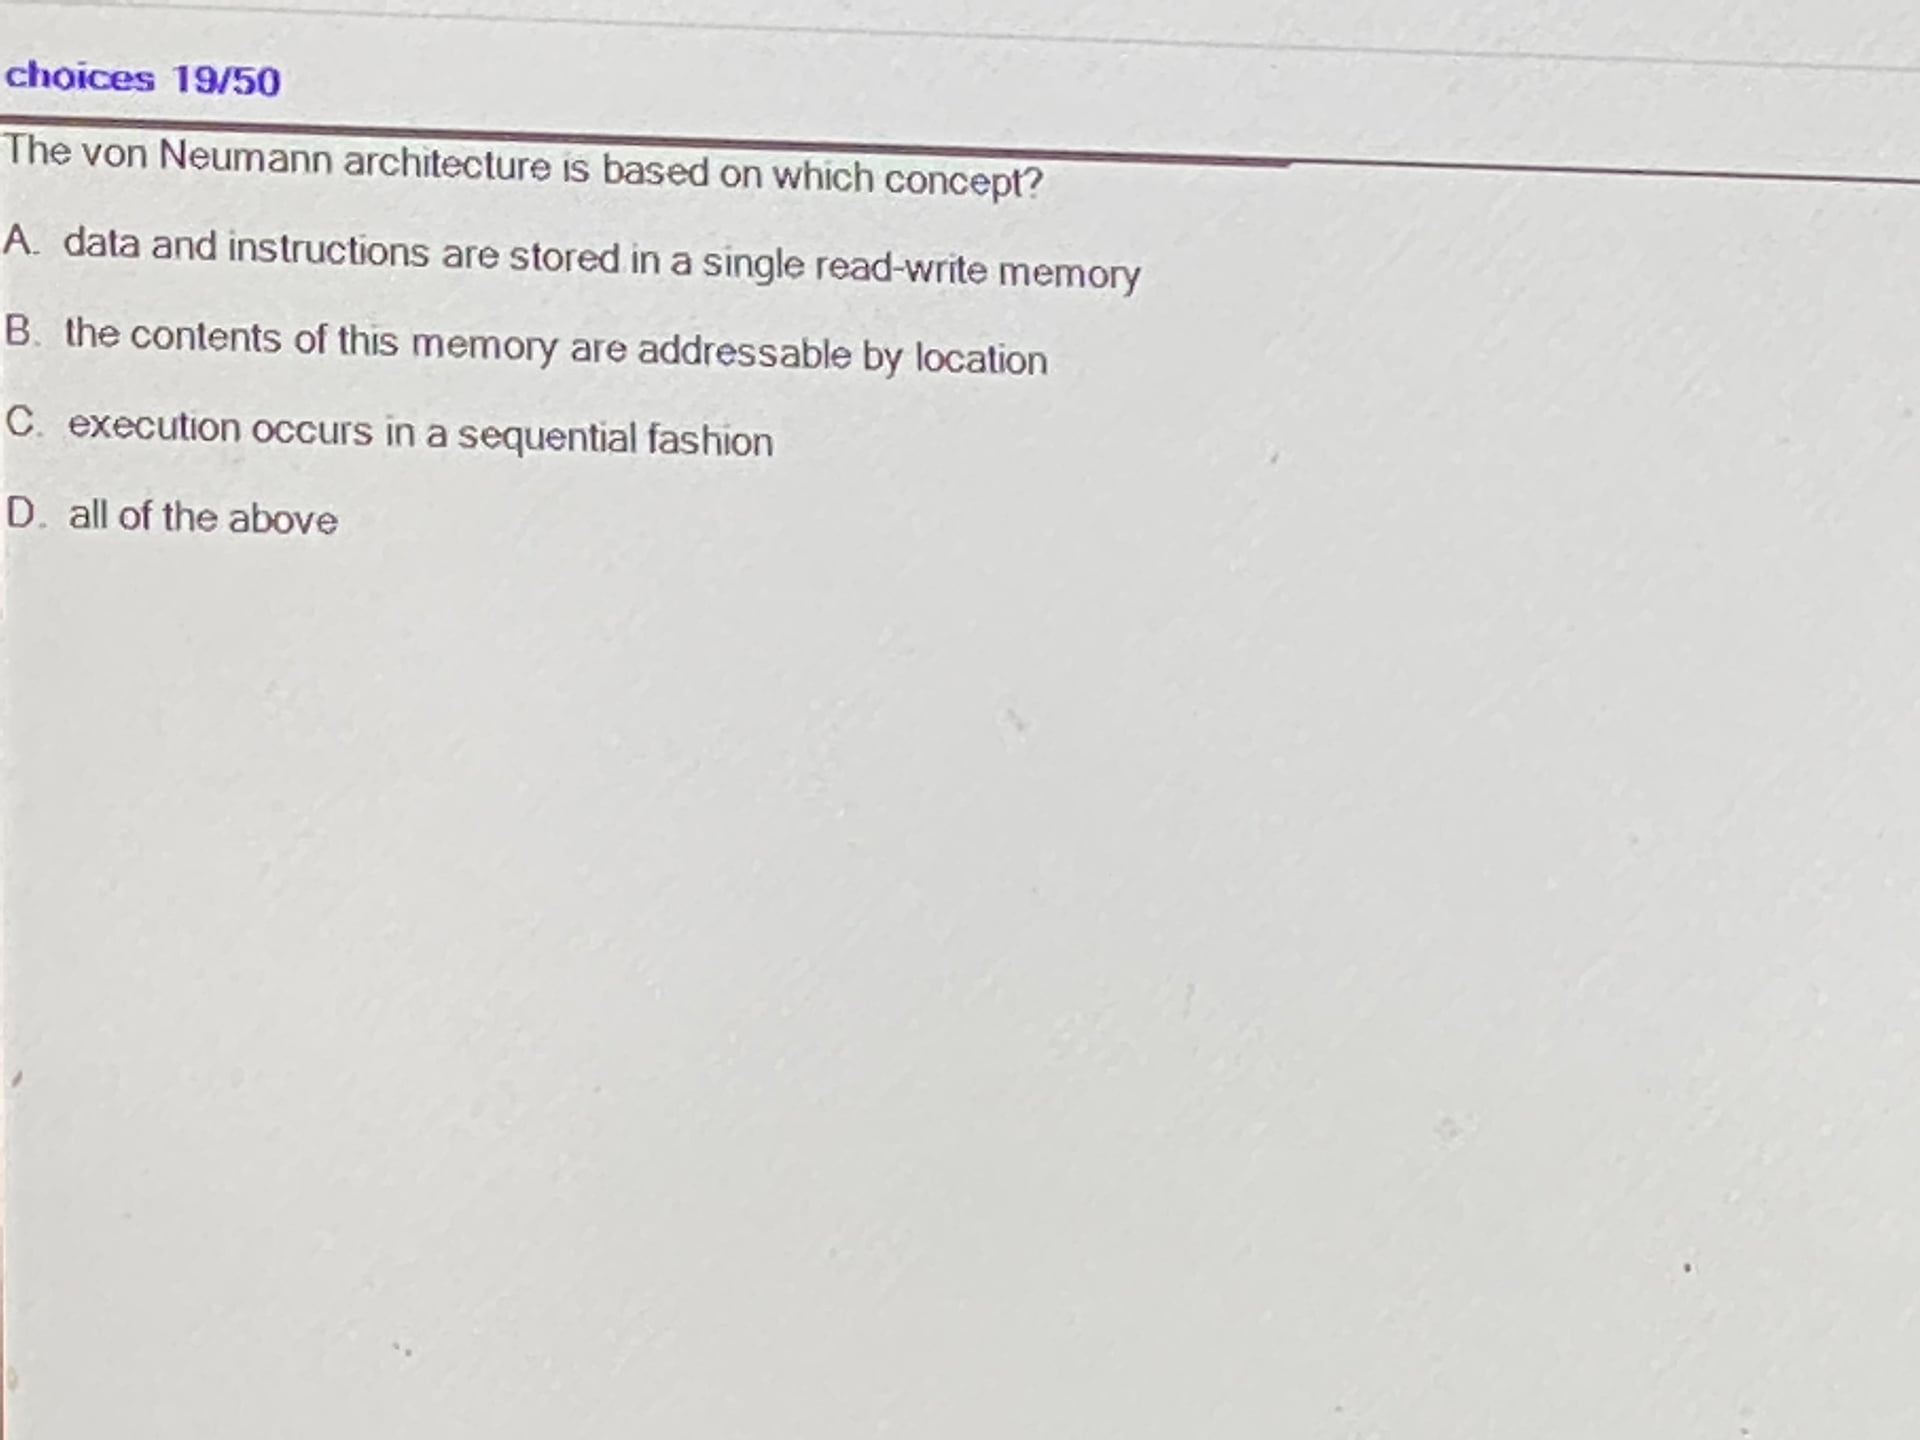 choices 19/50
The von Neumann architecture is based on which concept?
A. data and instructions are stored in a single read-write memory
B. the contents of this memory are addressable by location
C. execution occurs in a sequential fashion
D. all of the above